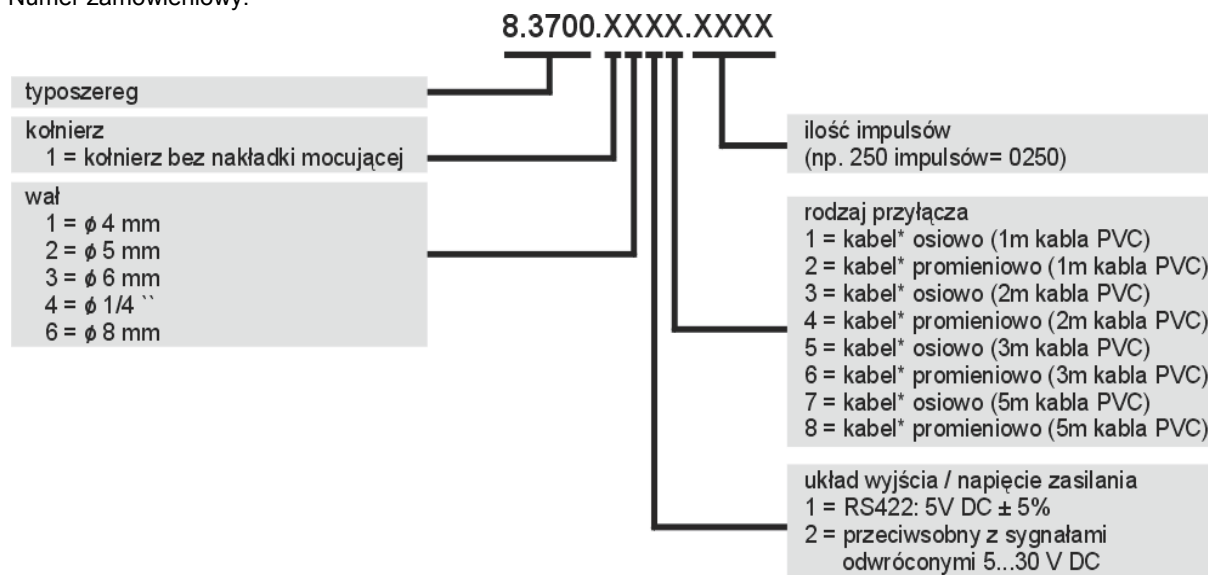 Numer zamówieniowy:
8.3700.XXXX.XXXX
typoszereg
kołnierz
1 = kołnierz bez nakładki mocującej
wał
1 = ϕ 4 mm
2 = ϕ 5 mm
3 = ϕ 6 mm
4 = ϕ 1/4 ``
6 = ϕ 8 mm
ilość impulsów
(np. 250 impulsów= 0250)
rodzaj przyłącza
1 = kabel* osiowo (1m kabla PVC)
2 = kabel* promieniowo (1m kabla PVC)
3 = kabel* osiowo (2m kabla PVC)
4 = kabel* promieniowo (2m kabla PVC)
5 = kabel* osiowo (3m kabla PVC)
6 = kabel* promieniowo (3m kabla PVC)
7 = kabel* osiowo (5m kabla PVC)
8 = kabel* promieniowo (5m kabla PVC)
układ wyjścia / napięcie zasilania
1 = RS422: 5V DC ± 5%
2 = przeciwsobny z sygnałami
odwróconymi 5...30 V DC